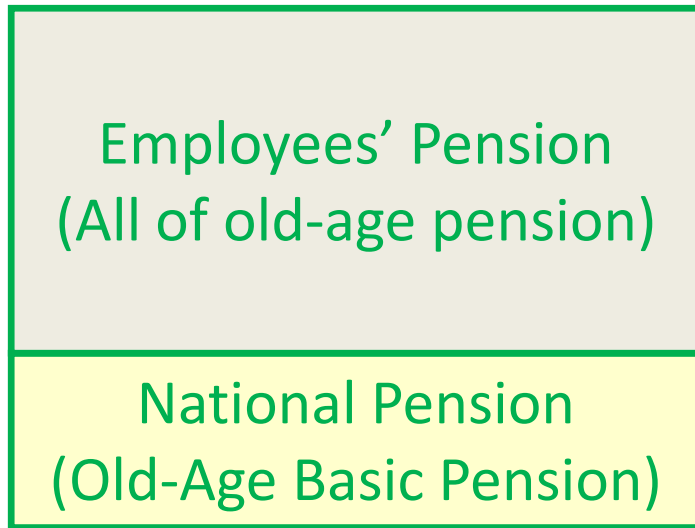 Employees’ Pension
(All of old-age pension)
National Pension
(Old-Age Basic Pension)